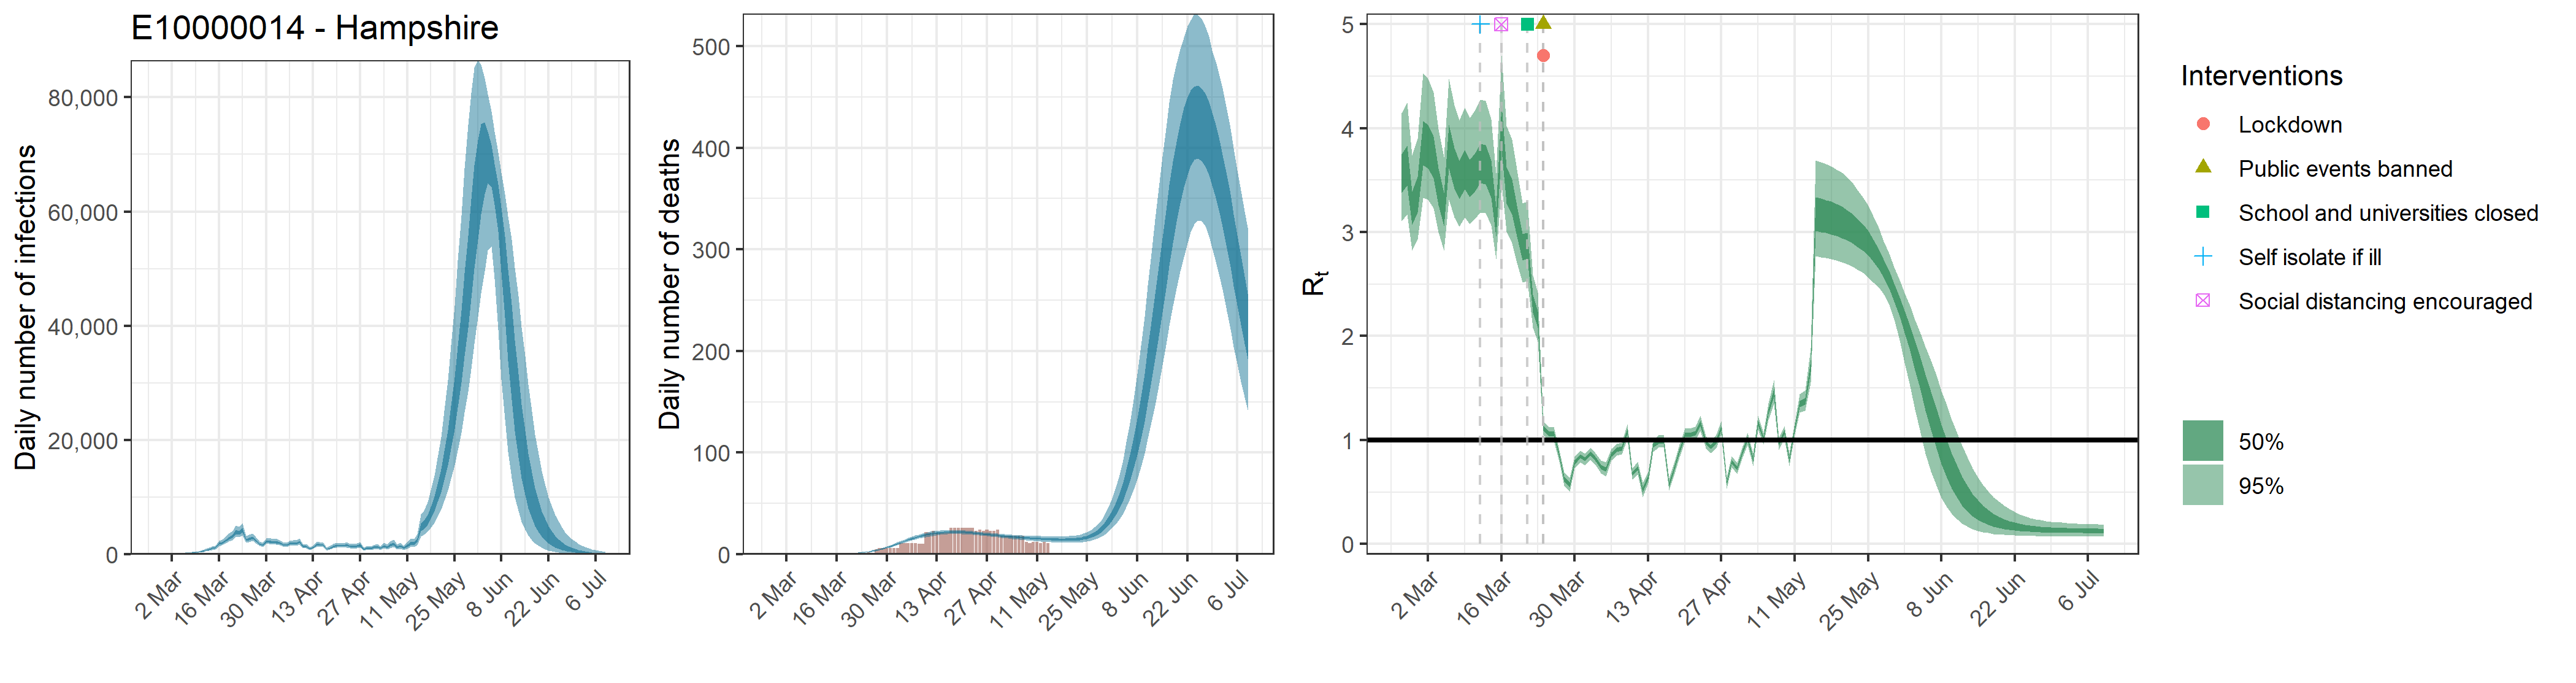 E10000014 - Hampshire
Daily number of infections
80,000
60,000
40,000
20,000
0
2 Mar
16 Mar
30 Mar
13 Apr
27 Apr
11 May
25 May
8 Jun
22 Jun
6 Jul
Daily number of deaths
500
400
300
200
100
0
2 Mar
16 Mar
30 Mar
13 Apr
27 Apr
11 May
25 May
8 Jun
22 Jun
6 Jul
Rt
5
4
3
2
1
0
2 Mar
16 Mar
30 Mar
13 Apr
27 Apr
11 May
25 May
8 Jun
22 Jun
6 Jul
Interventions
Lockdown
Public events banned
School and universities closed
Self isolate if ill
Social distancing encouraged
50%
95%